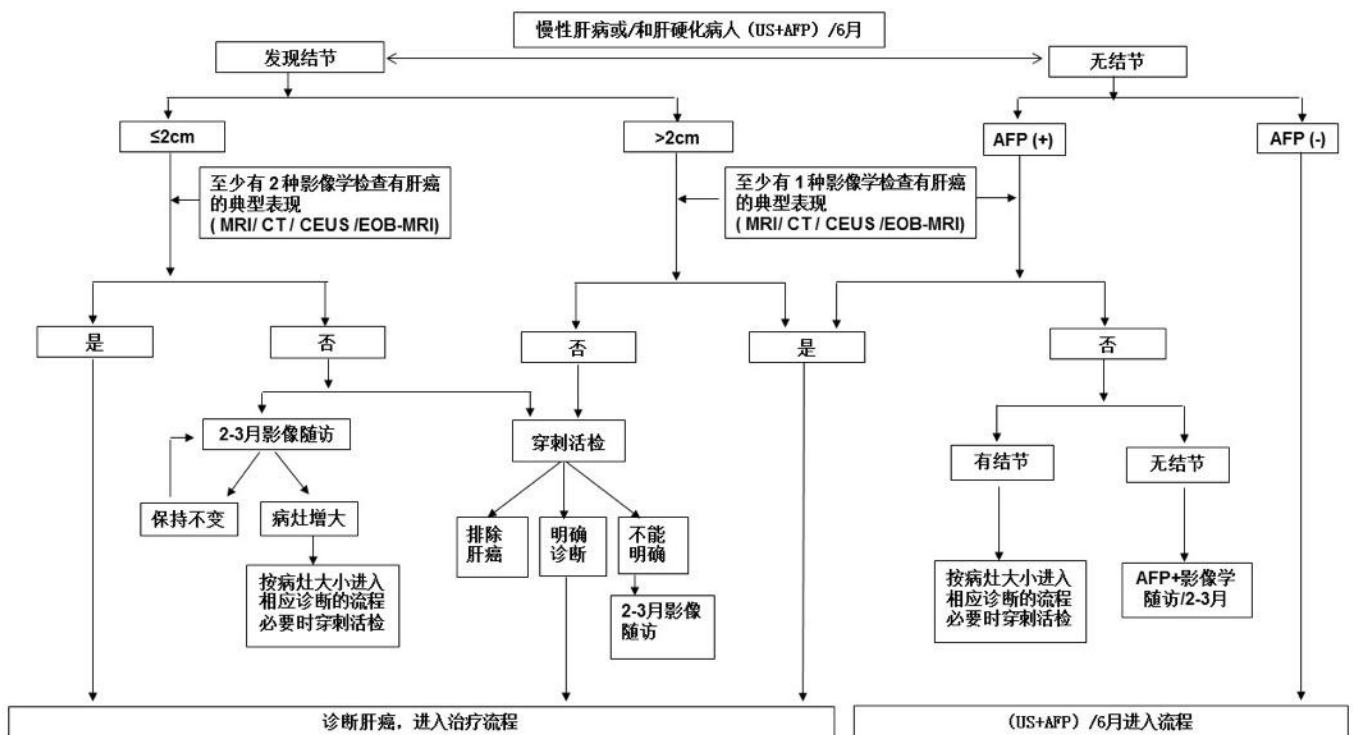 慢性肝病或/和肝硬化病人（US+AFP）/6月
发现结节
无结节
≤2cm
>2cm
AFP (+)
AFP (-)
至少有 2 种影像学检查有肝癌
的典型表现
( MRI/ CT / CEUS /EOB-MRI)
至少有 1 种影像学检查有肝癌
的典型表现
( MRI/ CT / CEUS /EOB-MRI)
是
否
否
是
否
2-3月影像随访
穿刺活检
有结节
无结节
保持不变
病灶增大
排除
肝癌
明确
诊断
不能
明确
按病灶大小进入
相应诊断的流程
必要时穿刺活检
2-3月影像
随访
按病灶大小进入
相应诊断的流程
必要时穿刺活检
AFP+影像学
随访/2-3月
诊断肝癌，进入治疗流程
(US+AFP) /6月进入流程